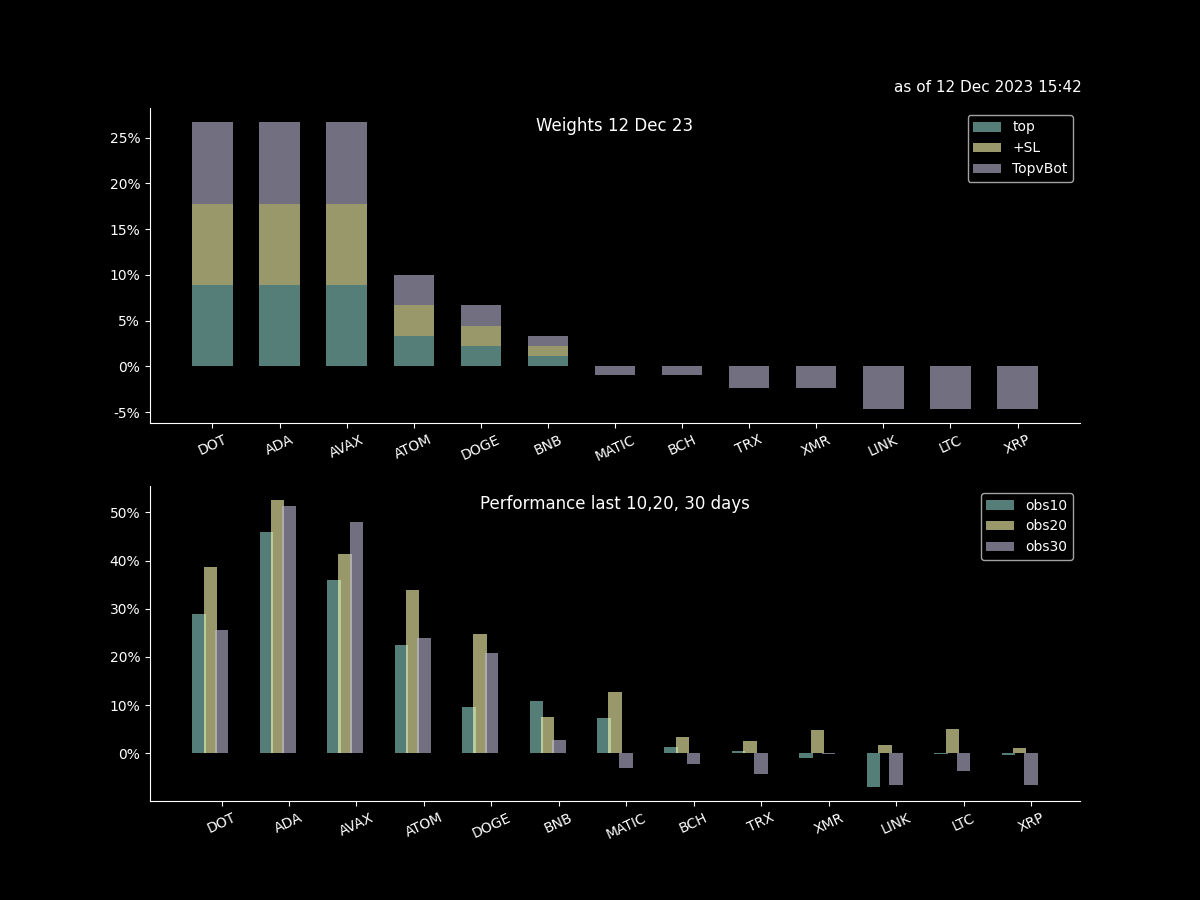 as of 12 Dec 2023 15:42
Weights 12 Dec 23
top
+SL
TopvBot
25%
20%
15%
10%
5%
0%
-5%
DOT ADA AVAX ATOM DOGE BNB MATIC BCH TRX XMR LINK LTC XRP
Performance last 10,20, 30 days
obs10
obs20
obs30
50%
40%
30%
20%
10%
0%
DOT ADA AVAX ATOM DOGE BNB MATIC BCH TRX XMR LINK LTC XRP